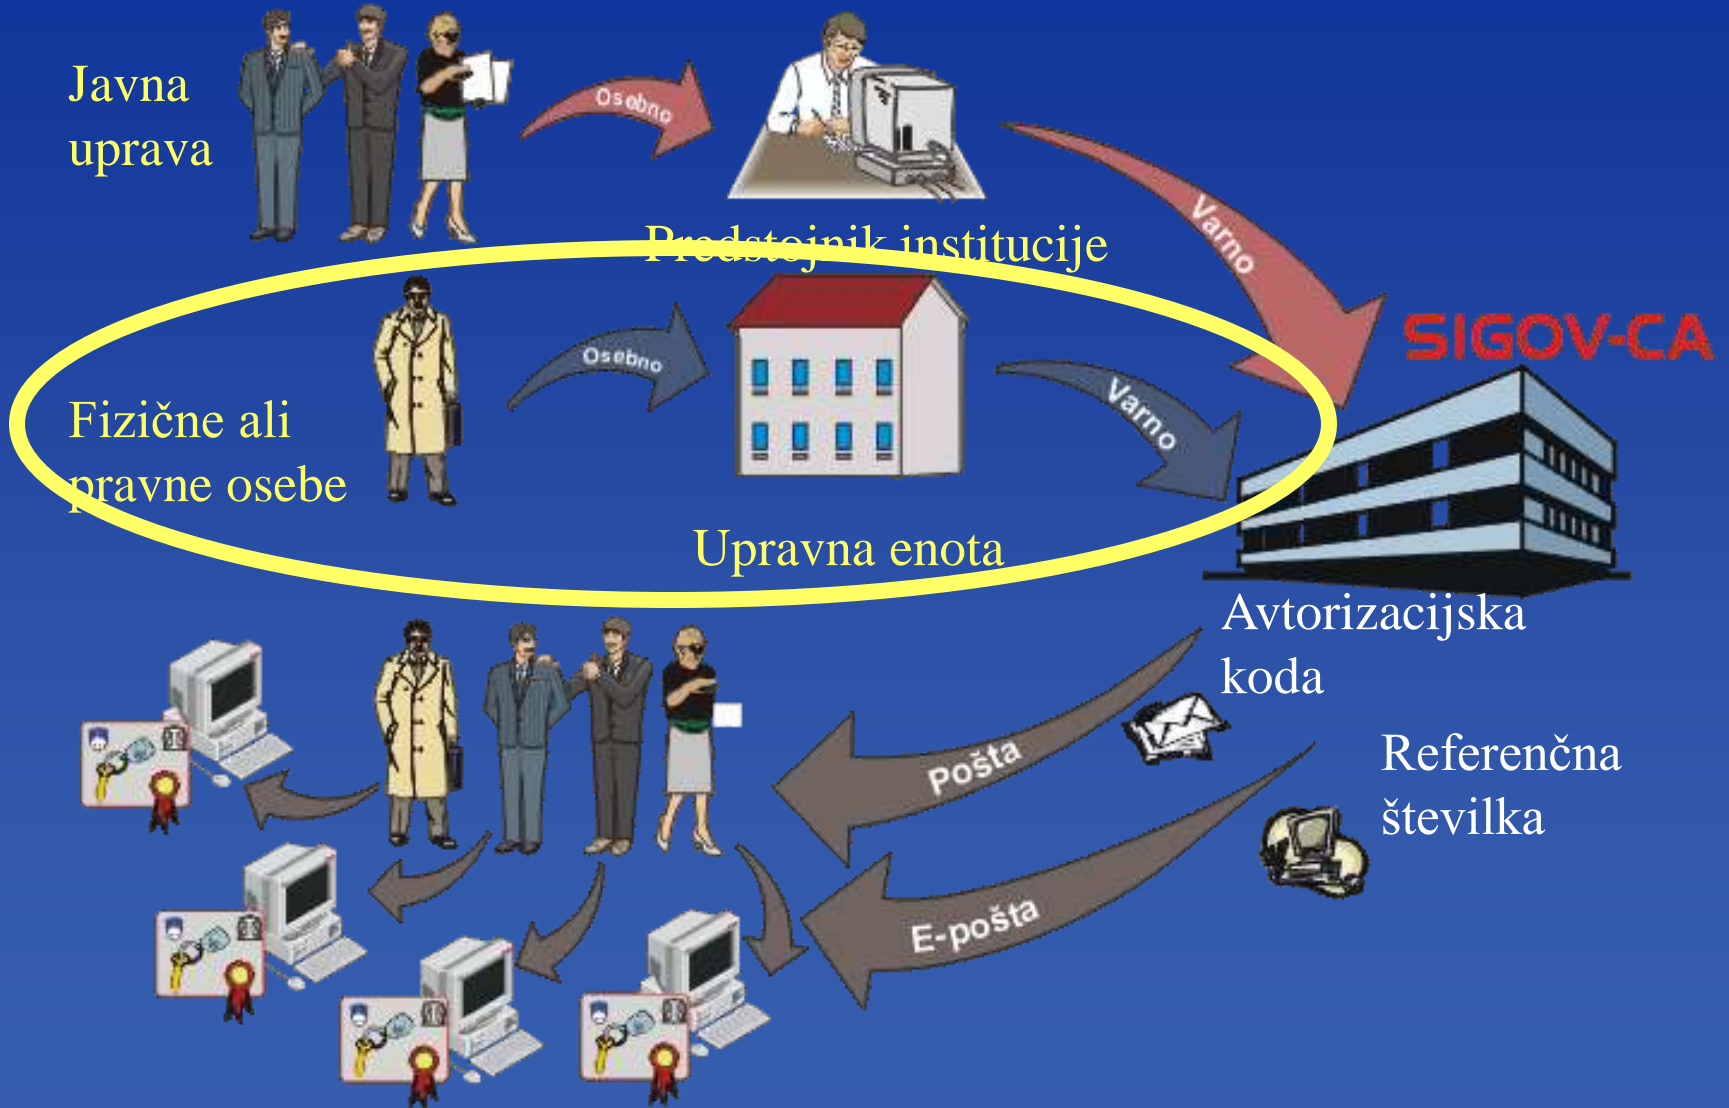 Javna
uprava
Osebno
Predstojnik institucije
Varno
SIGOV-CA
Fizične ali
pravne osebe
Osebno
Varno
Upravna enota
Avtorizacijska
koda
Pošta
Referenčna
številka
E-pošta